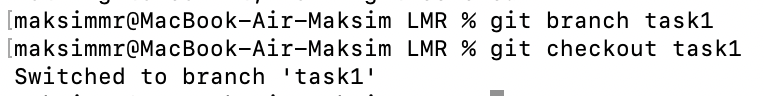 [maksimmr@MacBook-Air-Maksim LMR % git branch task1
[maksimmr@MacBook-Air-Maksim LMR % git checkout task1
Switched to branch 'task1'